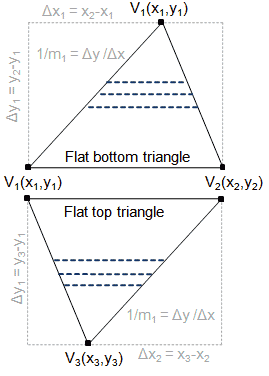 Δx₁ = x₂-x₁
V₁(x₁,y₁)
Δy₁ = y₂-y₁
1/m₁ = Δy /Δx
Flat bottom triangle
V₁(x₁,y₁)
V₂(x₂,y₂)
Flat top triangle
Δy₁ = y₃-y₁
1/m₁ = Δy /Δx
V₃(x₃,y₃)
Δx₂ = x₃-x₂